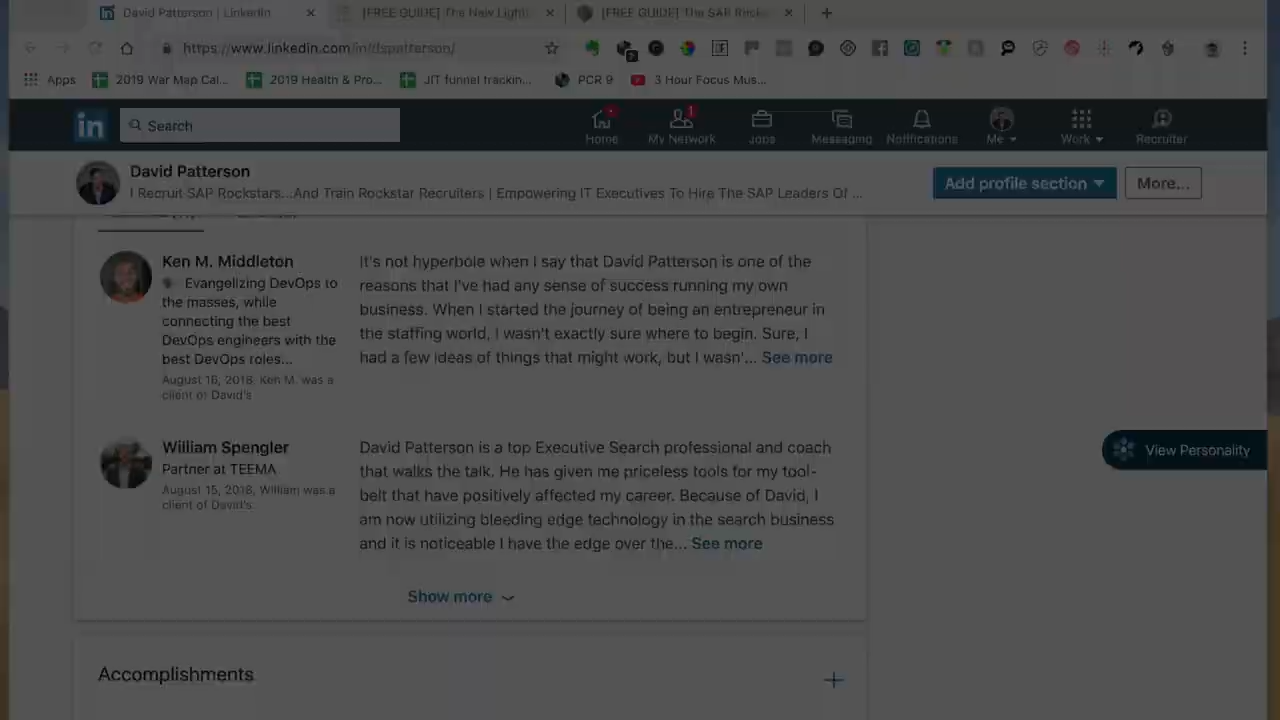 David Patterson | LinkedIn
[FREE GUIDE] The New Light
[FREE GUIDE] The SAP Rocks
https://www.linkedin.com/in/dspatterson/
Apps
2019 War Map Cal...
2019 Health & Pro...
JIT funnel trackin...
PCR 9
3 Hour Focus Mus...
in
Search
1
Home
My Network
Jobs
Messaging
Notifications
Me
Work
Recruiter
David Patterson
I Recruit SAP Rockstars...And Train Rockstar Recruiters | Empowering IT Executives To Hire The SAP Leaders Of ...
Add profile section
More...
Ken M. Middleton
Evangelizing DevOps to
the masses, while
connecting the best
DevOps engineers with the
best DevOps roles...
August 16, 2018, Ken M. was a
client of David's
It's not hyperbole when I say that David Patterson is one of the
reasons that I've had any sense of success running my own
business. When I started the journey of being an entrepreneur in
the staffing world, I wasn't exactly sure where to begin. Sure, I
had a few ideas of things that might work, but I wasn'... See more
William Spengler
Partner at TEEMA
August 15, 2018, William was a
client of David's
David Patterson is a top Executive Search professional and coach
that walks the talk. He has given me priceless tools for my tool-
belt that have positively affected my career. Because of David, I
am now utilizing bleeding edge technology in the search business
and it is noticeable I have the edge over the... See more
View Personality
Show more
Accomplishments